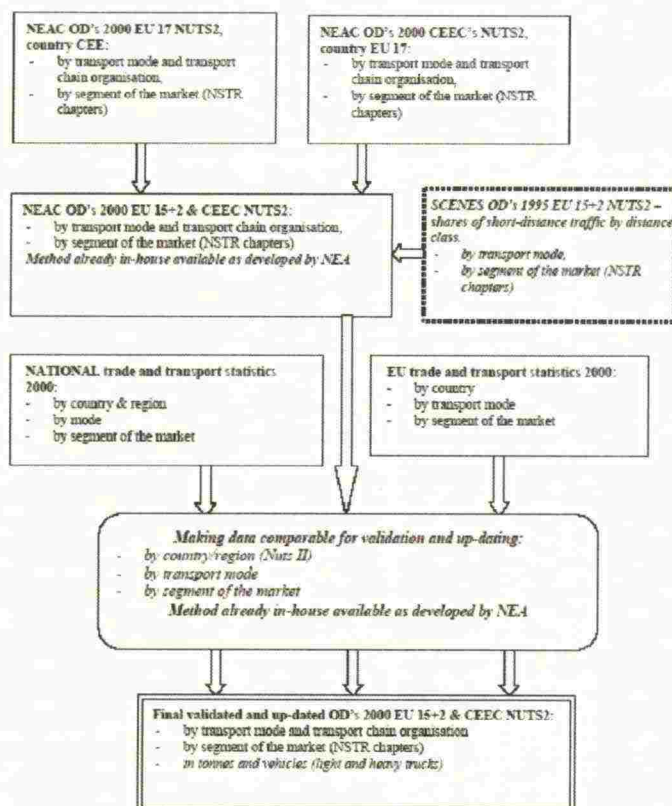 NEAC OD's 2000 EU 17 NUTS2,
country CEE:
- by transport mode and transport
chain organisation,
- by segment of the market (NSTR
chapters)
NEAC OD's 2000 CEEC's NUTS2,
country EU 17:
- by transport mode and transport
chain organisation,
- by segment of the market (NSTR
chapters)
NEAC OD's 2000 EU 15+2 & CEEC NUTS2:
- by transport mode and transport chain organisation,
- by segment of the market (NSTR chapters)
Method already in-house available as developed by NEA
SCENES OD's 1995 EU 15+2 NUTS2 –
shares of short-distance traffic by distance
class.
- by transport mode,
- by segment of the market (NSTR
chapters)
NATIONAL trade and transport statistics
2000:
- by country & region
- by mode
- by segment of the market
EU trade and transport statistics 2000:
- by country
- by transport mode
- by segment of the market
Making data comparable for validation and up-dating:
- by country/region (Nuts II)
- by transport mode
- by segment of the market
Method already in-house available as developed by NEA
Final validated and up-dated OD's 2000 EU 15+2 & CEEC NUTS2:
- by transport mode and transport chain organisation
- by segment of the market (NSTR chapters)
- in tonnes and vehicles (light and heavy trucks)